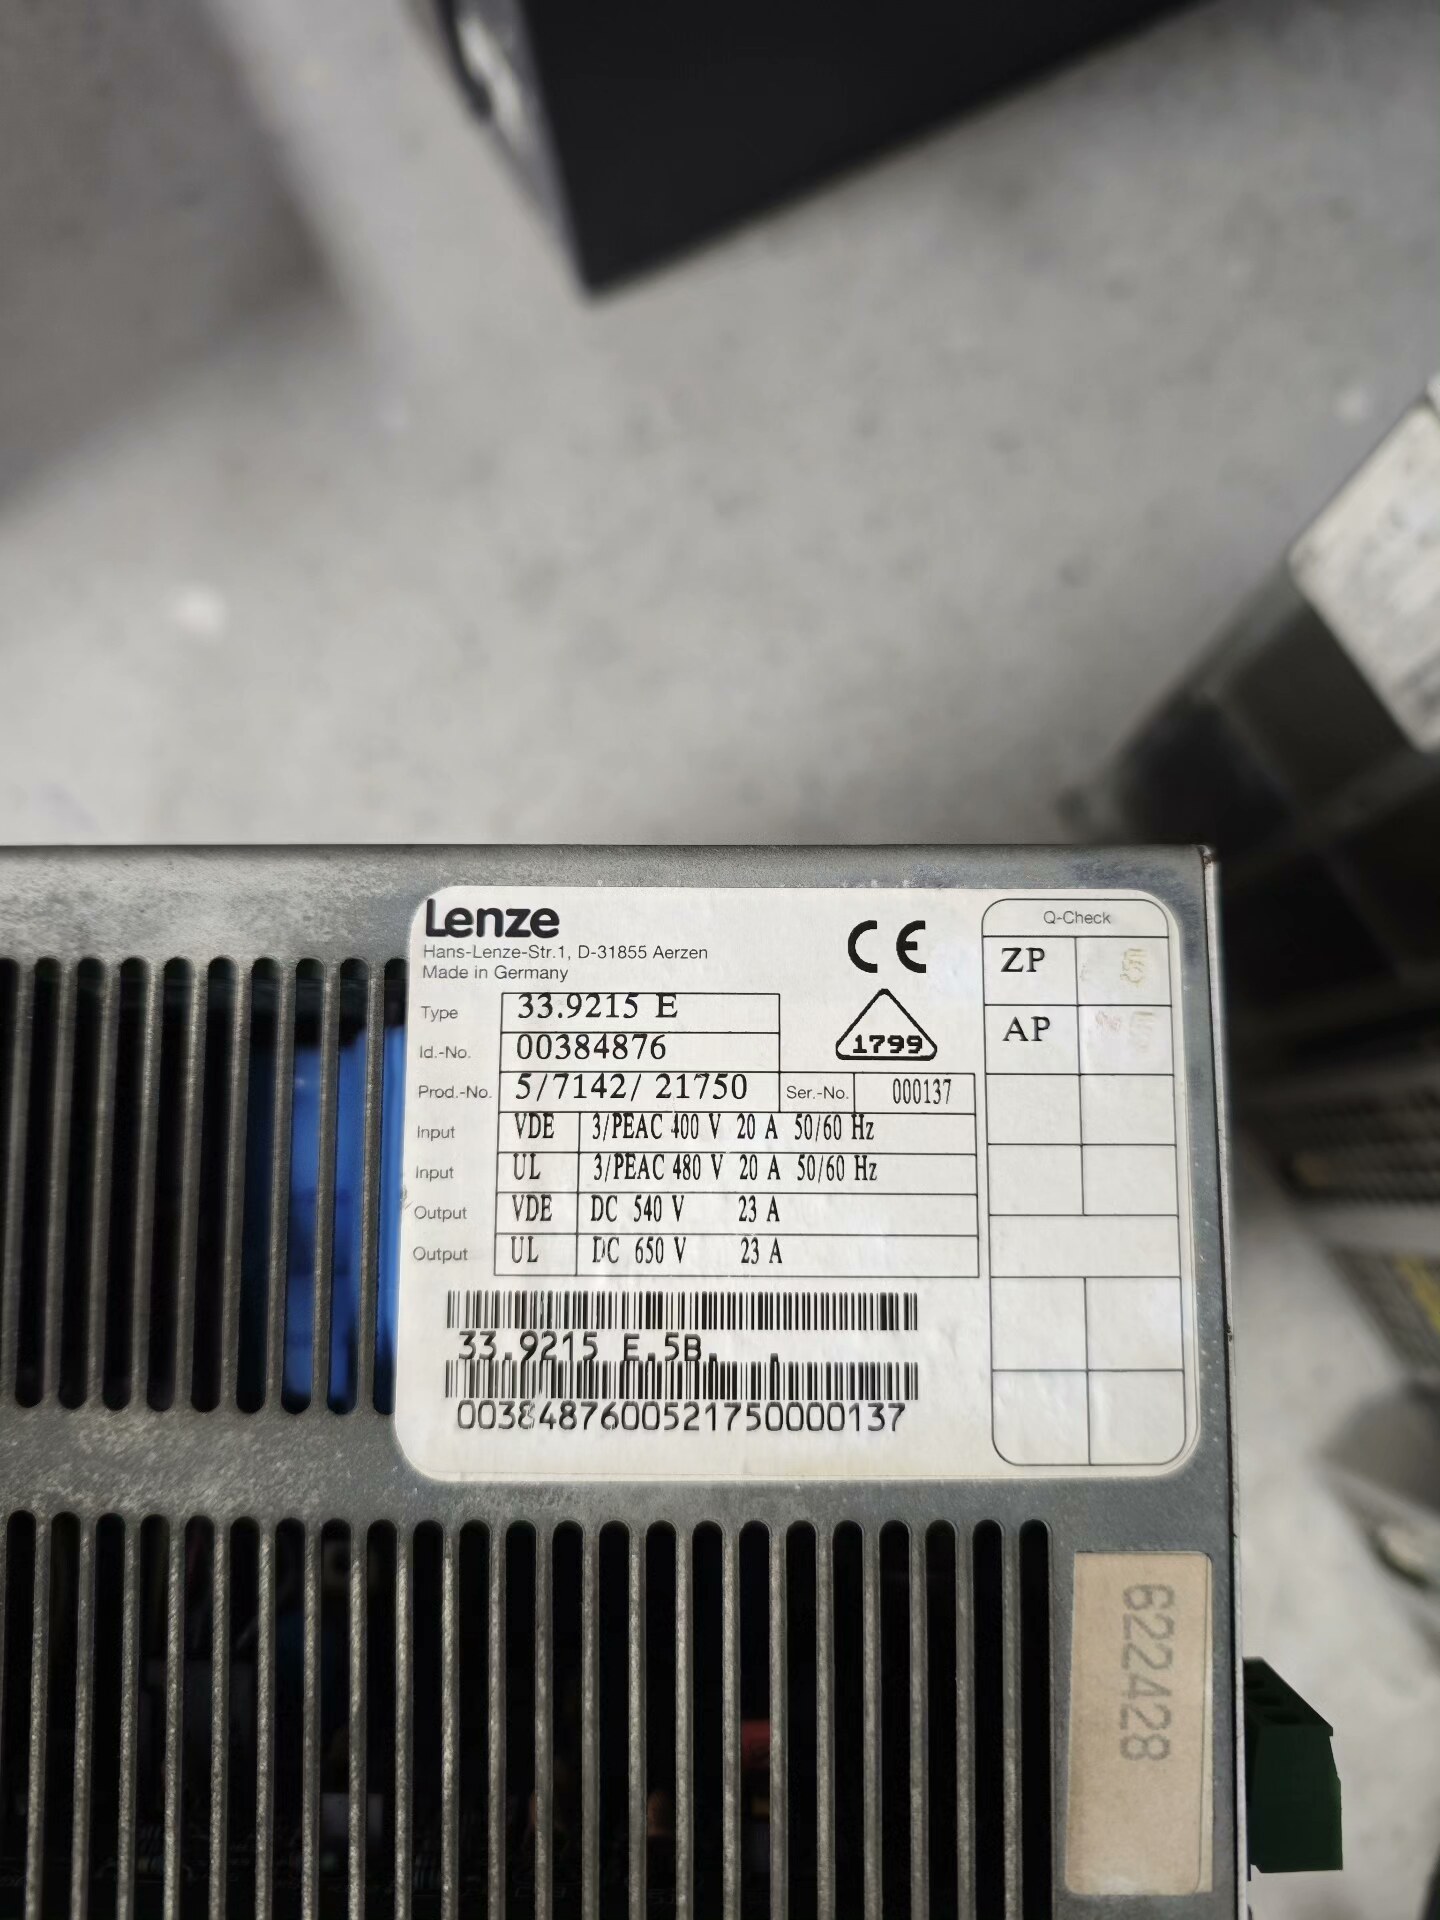 Lenze
Hans-Lenze-Str.1, D-31855 Aerzen
Made in Germany
CE
1799
Type 33.9215 E
Id.-No. 00384876
Prod.-No. 5/7142/ 21750 Ser.-No. 000137
Input VDE 3/PEAC 400 V 20 A 50/60 Hz
Input UL 3/PEAC 480 V 20 A 50/60 Hz
Output VDE DC 540 V 23 A
Output UL DC 650 V 23 A
33.9215 E.5B. .
0038487600521750000137
Q-Check
ZP
AP
622428